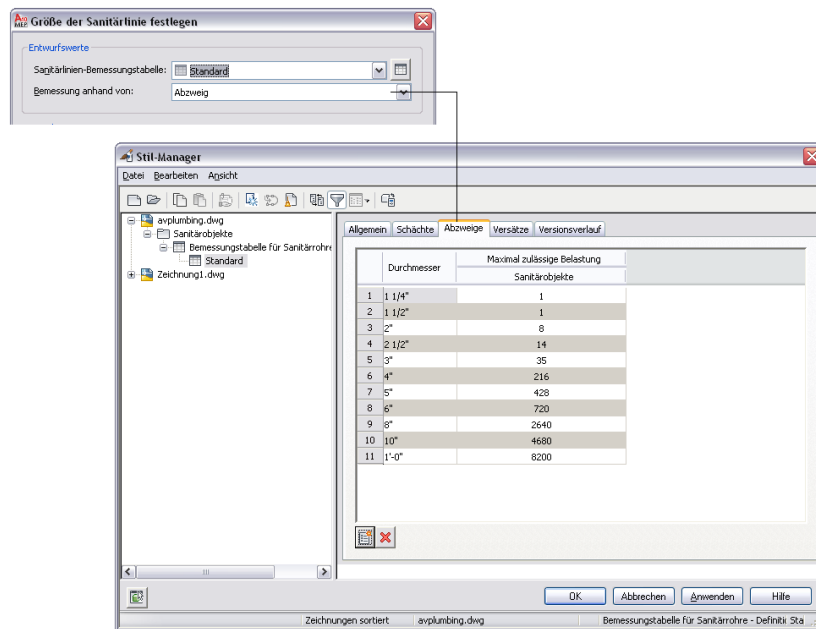 Größe der Sanitärlinie festlegen
Entwurfswerte
Sanitärlinien-Bemessungstabelle: Standard
Bemessung anhand von: Abzweig
Stil-Manager
Datei Bearbeiten Ansicht
avplumbing.dwg
Sanitärobjekte
Bemessungstabelle für Sanitärrohre
Standard
Zeichnung1.dwg
Allgemein Schächte Abzweige Versätze Versionsverlauf
Durchmesser Maximal zulässige Belastung
Sanitärobjekte
1 1 1/4" 1
2 1 1/2" 1
3 2" 8
4 2 1/2" 14
5 3" 35
6 4" 216
7 5" 428
8 6" 720
9 8" 2640
10 10" 4680
11 1'-0" 8200
OK Abbrechen Anwenden Hilfe
Zeichnungen sortiert avplumbing.dwg Bemessungstabelle für Sanitärrohre - Definitic Sta